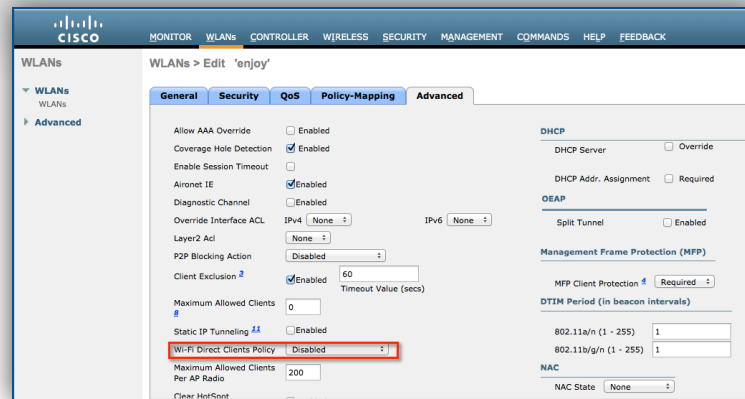 CISCO
MONITOR WLANs CONTROLLER WIRELESS SECURITY MANAGEMENT COMMANDS HELP FEEDBACK
WLANs
WLANs > Edit 'enjoy'
WLANs
WLANs
Advanced
General Security QoS Policy-Mapping Advanced
Allow AAA Override Enabled
Coverage Hole Detection Enabled
Enable Session Timeout
Aironet IE Enabled
Diagnostic Channel Enabled
Override Interface ACL IPv4 None IPv6 None
Layer2 Acl None
P2P Blocking Action Disabled
Client Exclusion 3 Enabled 60
Timeout Value (secs)
Maximum Allowed Clients
8 0
Static IP Tunneling 11 Enabled
Wi-Fi Direct Clients Policy Disabled
Maximum Allowed Clients
Per AP Radio 200
Clear HotSpot
DHCP
DHCP Server Override
DHCP Addr. Assignment Required
OEAP
Split Tunnel Enabled
Management Frame Protection (MFP)
MFP Client Protection 4 Required
DTIM Period (in beacon intervals)
802.11a/n (1 - 255) 1
802.11b/g/n (1 - 255) 1
NAC
NAC State None